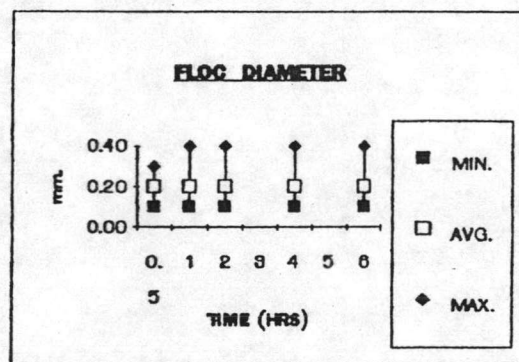 FLOC DIAMETER
0.40
0.20
0.00
mm.
0.5 1 2 3 4 5 6
TIME (HRS)
MIN.
AVG.
MAX.